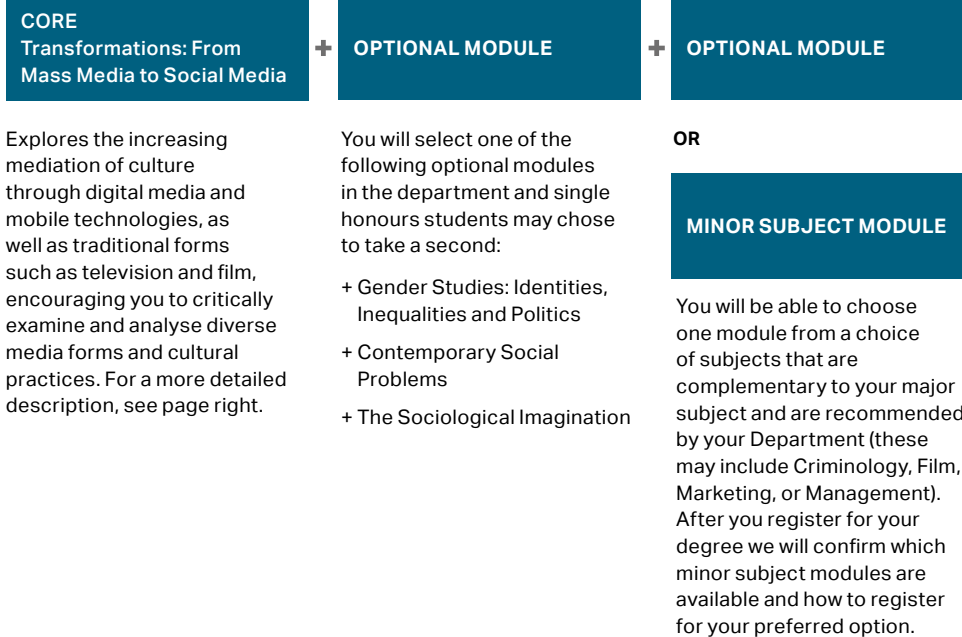 CORE
Transformations: From
Mass Media to Social Media
+
OPTIONAL MODULE
+
OPTIONAL MODULE
Explores the increasing
mediation of culture
through digital media and
mobile technologies, as
well as traditional forms
such as television and film,
encouraging you to critically
examine and analyse diverse
media forms and cultural
practices. For a more detailed
description, see page right.
You will select one of the
following optional modules
in the department and single
honours students may chose
to take a second:
+ Gender Studies: Identities,
Inequalities and Politics
+ Contemporary Social
Problems
+ The Sociological Imagination
OR
MINOR SUBJECT MODULE
You will be able to choose
one module from a choice
of subjects that are
complementary to your major
subject and are recommended
by your Department (these
may include Criminology, Film,
Marketing, or Management).
After you register for your
degree we will confirm which
minor subject modules are
available and how to register
for your preferred option.